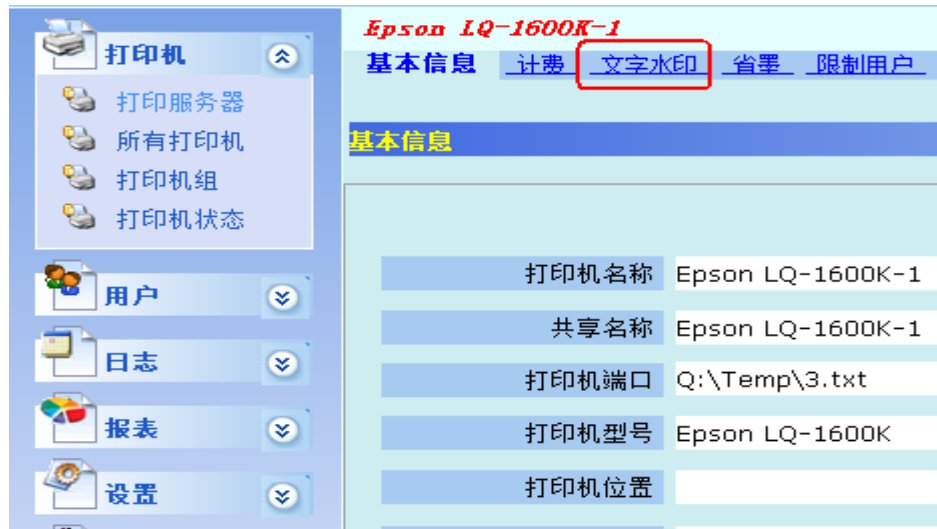 打印机
打印服务器
所有打印机
打印机组
打印机状态
用户
日志
报表
设置
Epson LQ-1600K-1
基本信息 计费 文字水印 省墨 限制用户
基本信息
打印机名称 Epson LQ-1600K-1
共享名称 Epson LQ-1600K-1
打印机端口 Q:\Temp\3.txt
打印机型号 Epson LQ-1600K
打印机位置